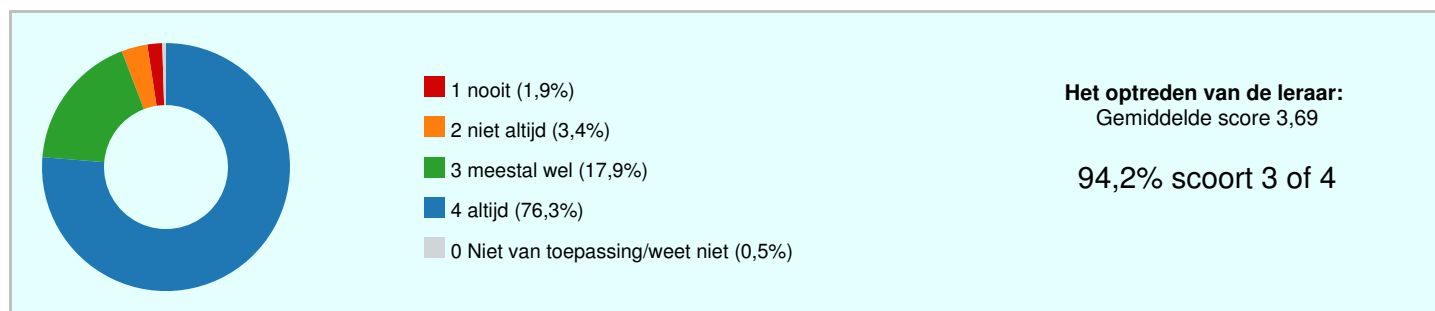 1 nooit (1,9%)
2 niet altijd (3,4%)
3 meestal wel (17,9%)
4 altijd (76,3%)
0 Niet van toepassing/weet niet (0,5%)
Het optreden van de leraar:
Gemiddelde score 3,69
94,2% scoort 3 of 4